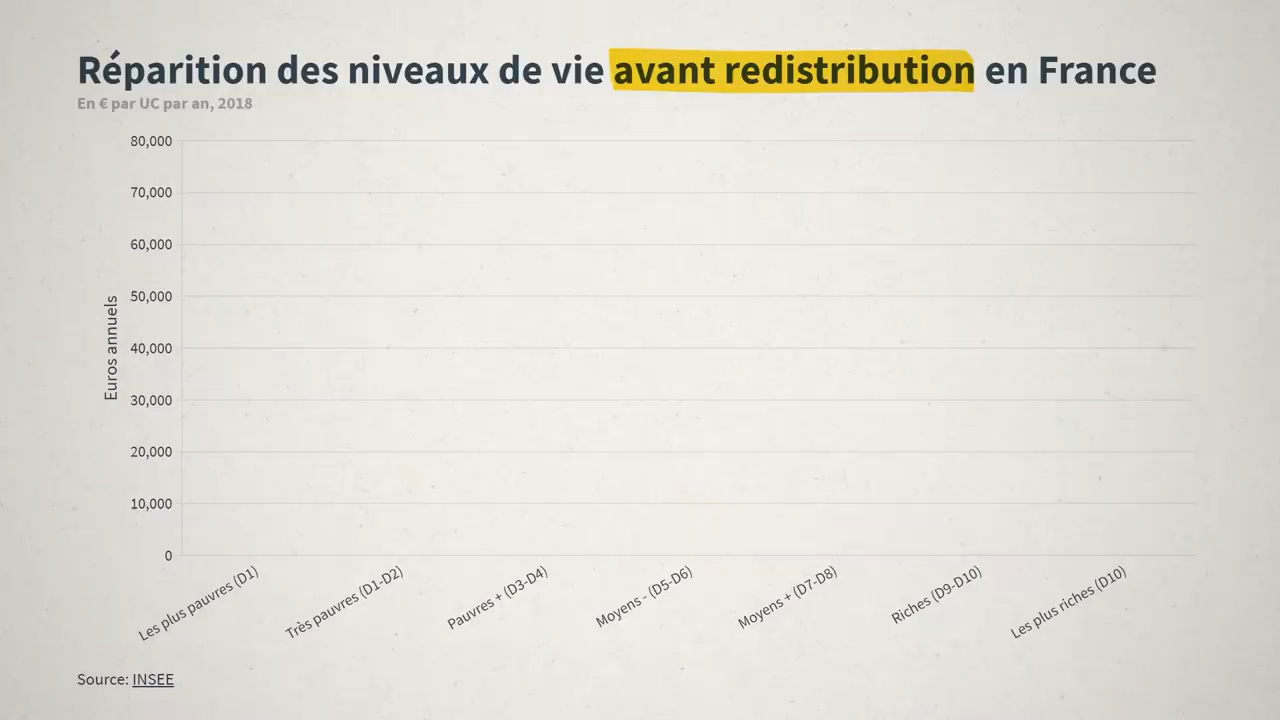 Réparition des niveaux de vie avant redistribution en France
En € par UC par an, 2018
80,000
70,000
60,000
50,000
40,000
30,000
20,000
10,000
0
Euros annuels
Les plus pauvres (D1)
Très pauvres (D1-D2)
Pauvres + (D3-D4)
Moyens - (D5-D6)
Moyens + (D7-D8)
Riches (D9-D10)
Les plus riches (D10)
Source: INSEE